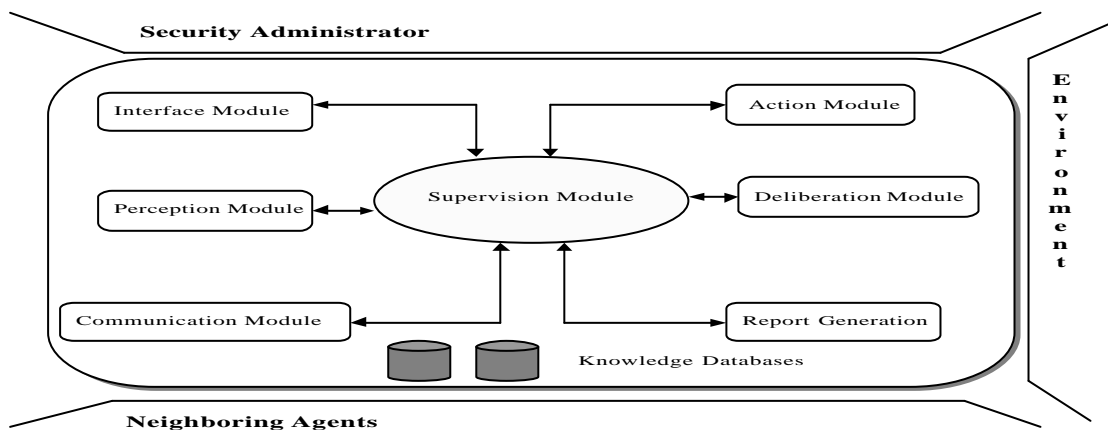 Security Administrator
Interface Module
Action Module
Supervision Module
Perception Module
Deliberation Module
Communication Module
Report Generation
Knowledge Databases
Neighboring Agents
Environment